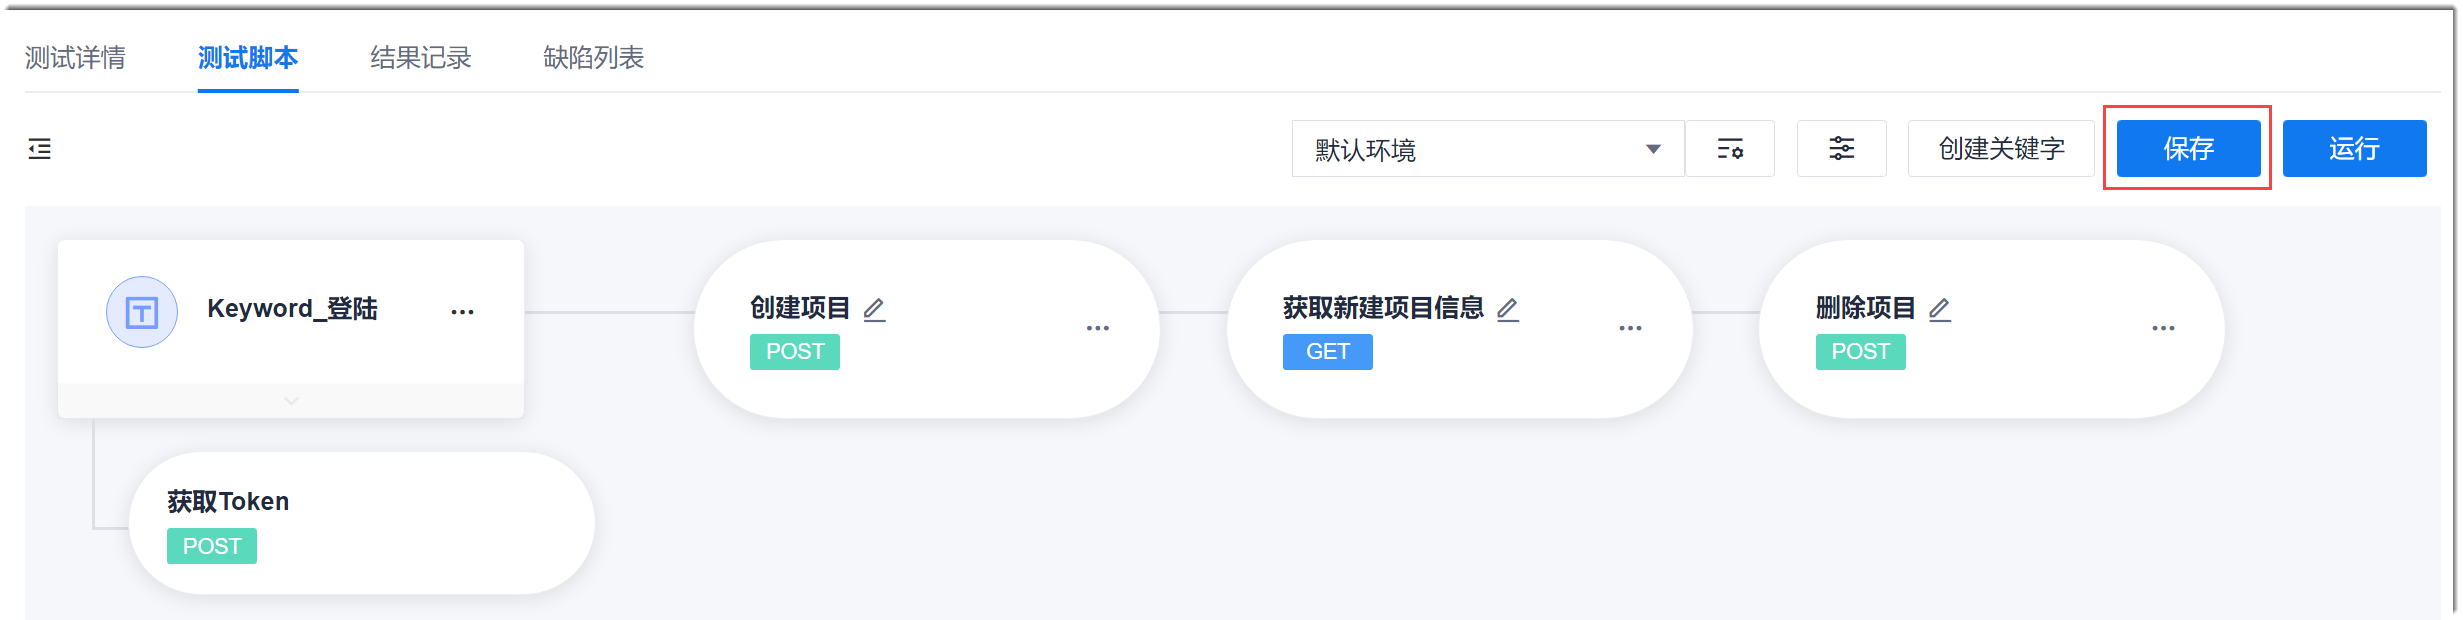 测试详情 测试脚本 结果记录 缺陷列表
默认环境 创建关键字 保存 运行
Keyword_登陆 创建项目 获取新建项目信息 删除项目
POST GET POST
获取Token
POST